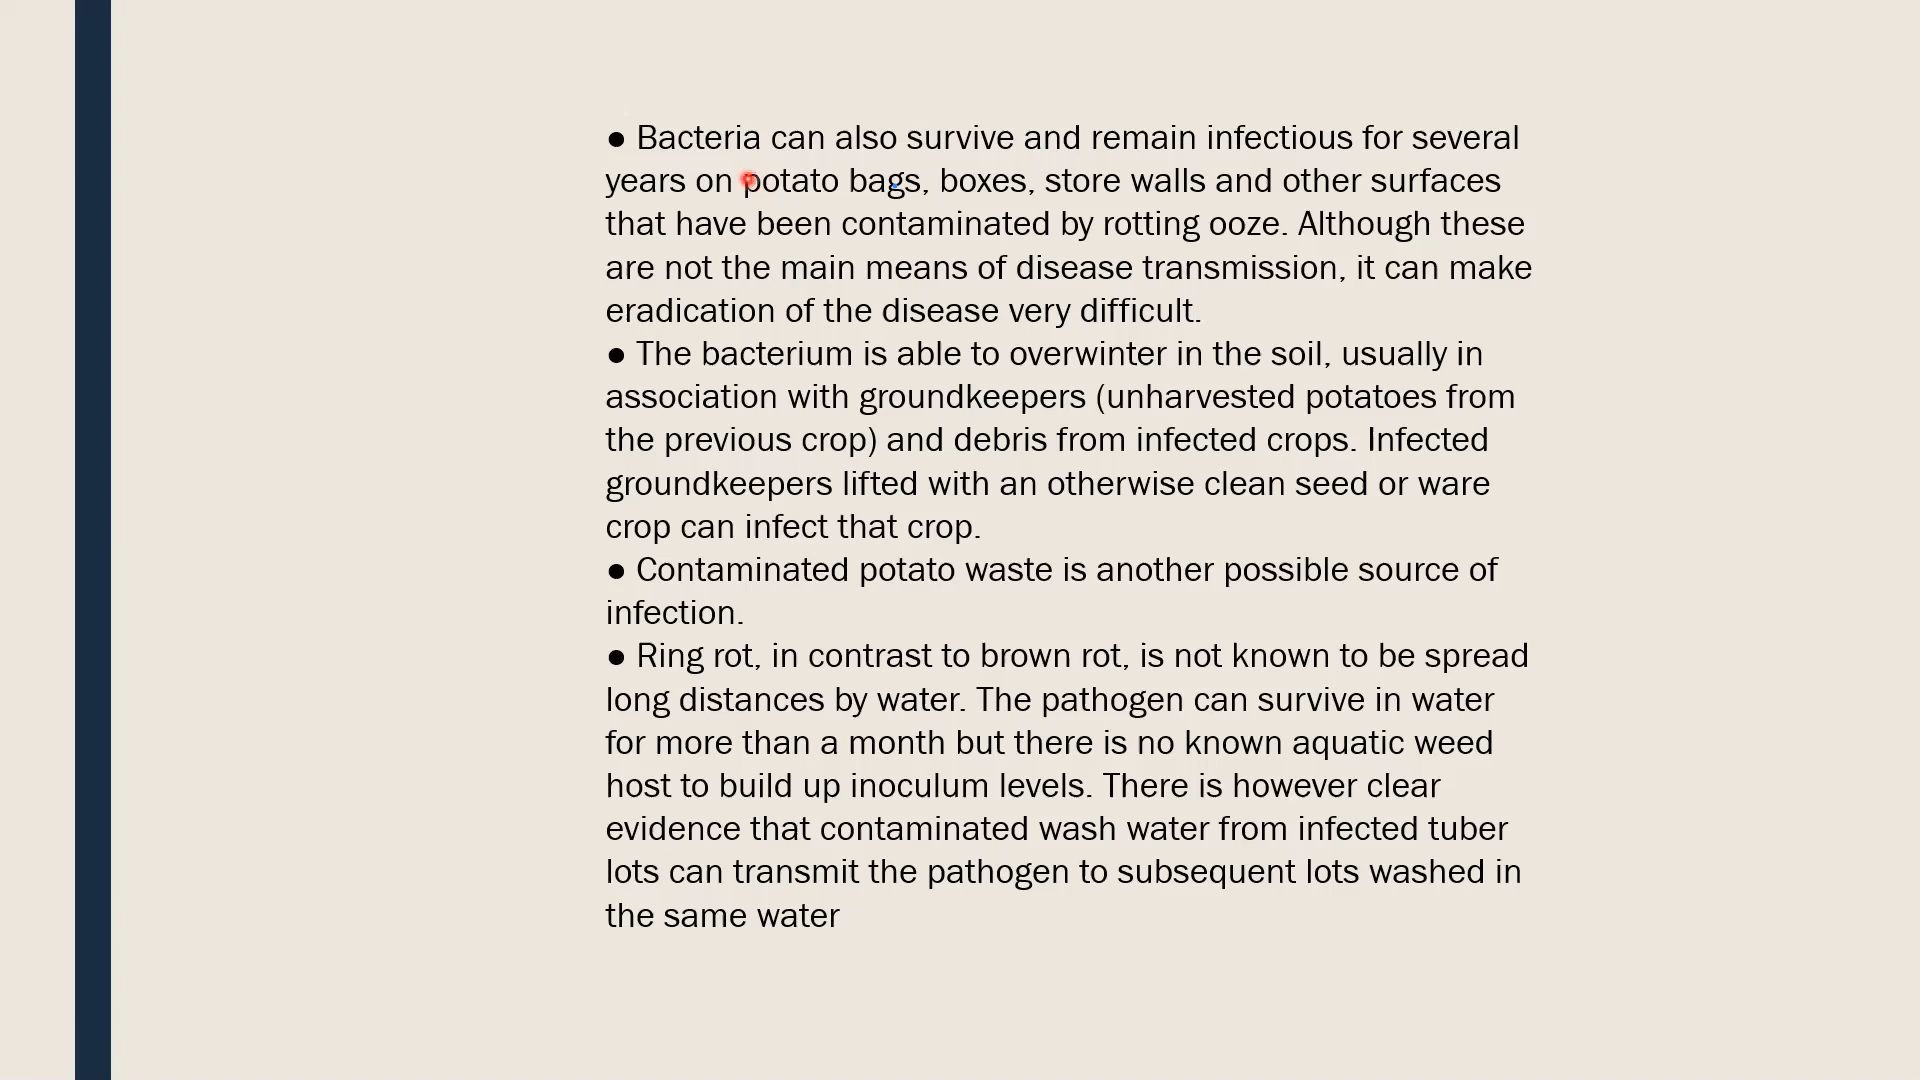 ● Bacteria can also survive and remain infectious for several
years on potato bags, boxes, store walls and other surfaces
that have been contaminated by rotting ooze. Although these
are not the main means of disease transmission, it can make
eradication of the disease very difficult.
● The bacterium is able to overwinter in the soil, usually in
association with groundkeepers (unharvested potatoes from
the previous crop) and debris from infected crops. Infected
groundkeepers lifted with an otherwise clean seed or ware
crop can infect that crop.
● Contaminated potato waste is another possible source of
infection.
● Ring rot, in contrast to brown rot, is not known to be spread
long distances by water. The pathogen can survive in water
for more than a month but there is no known aquatic weed
host to build up inoculum levels. There is however clear
evidence that contaminated wash water from infected tuber
lots can transmit the pathogen to subsequent lots washed in
the same water